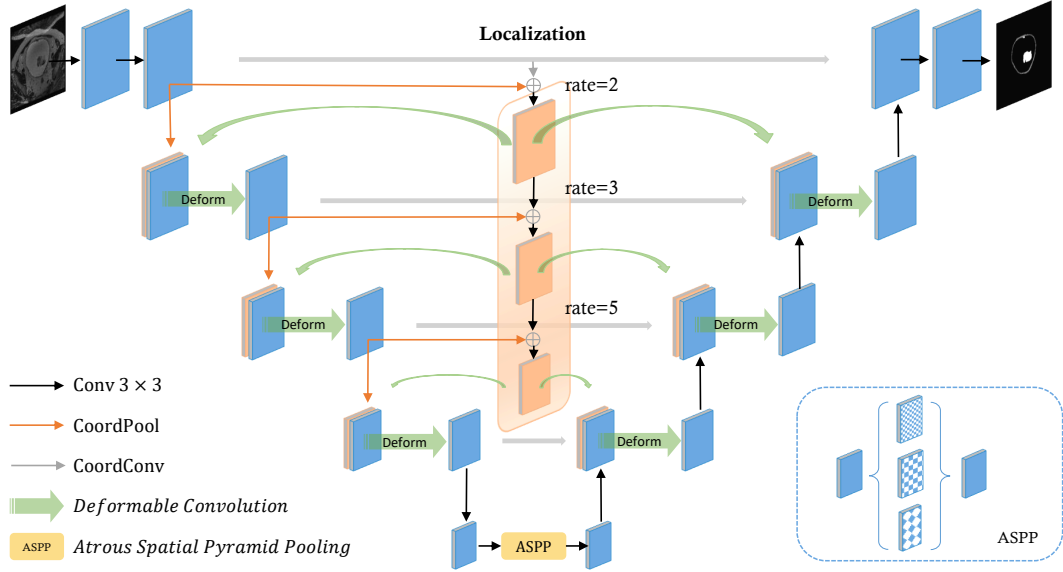 Localization
rate=2
rate=3
Deform
Deform
rate=5
Deform
Deform
Conv 3 × 3
CoordPool
Deform
Deform
CoordConv
Deformable Convolution
ASPP
Atrous Spatial Pyramid Pooling
ASPP
ASPP